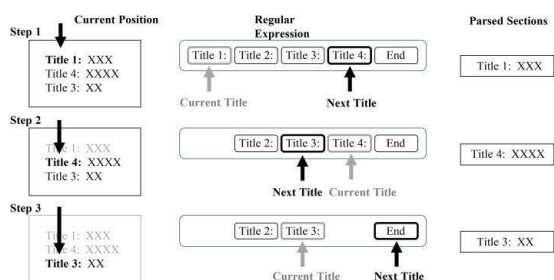 Current Position
Regular
Expression
Parsed Sections
Step 1
Title 1: XXX
Title 4: XXXX
Title 3: XX
Title 1:
Title 2:
Title 3:
Title 4:
End
Current Title
Next Title
Title 1: XXX
Step 2
Title 1: XXX
Title 4: XXXX
Title 3: XX
Title 2:
Title 3:
Title 4:
End
Next Title
Current Title
Title 4: XXXX
Step 3
Title 1: XXX
Title 4: XXXX
Title 3: XX
Title 2:
Title 3:
End
Current Title
Next Title
Title 3: XX